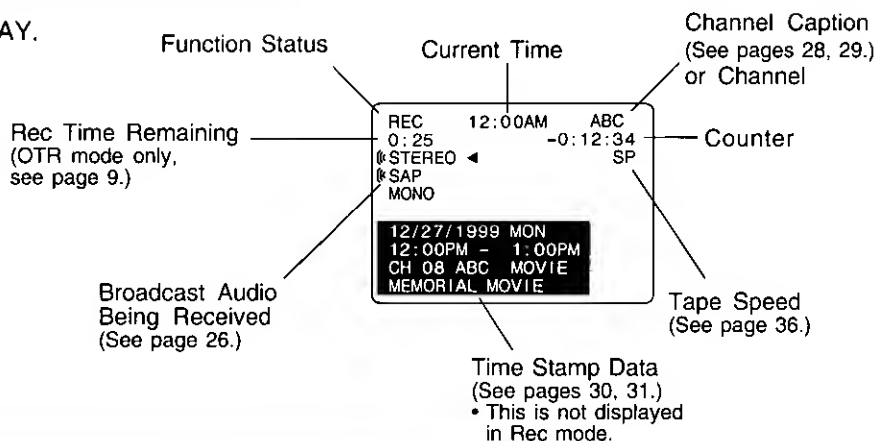 AY.
Function Status
Current Time
Channel Caption
(See pages 28, 29.)
or Channel
Rec Time Remaining
(OTR mode only,
see page 9.)
REC 12:00AM ABC
0:25 -0:12:34
STEREO ◄ SP
SAP
MONO
Counter
12/27/1999 MON
12:00PM - 1:00PM
CH 08 ABC MOVIE
MEMORIAL MOVIE
Broadcast Audio
Being Received
(See page 26.)
Tape Speed
(See page 36.)
Time Stamp Data
(See pages 30, 31.)
• This is not displayed
in Rec mode.